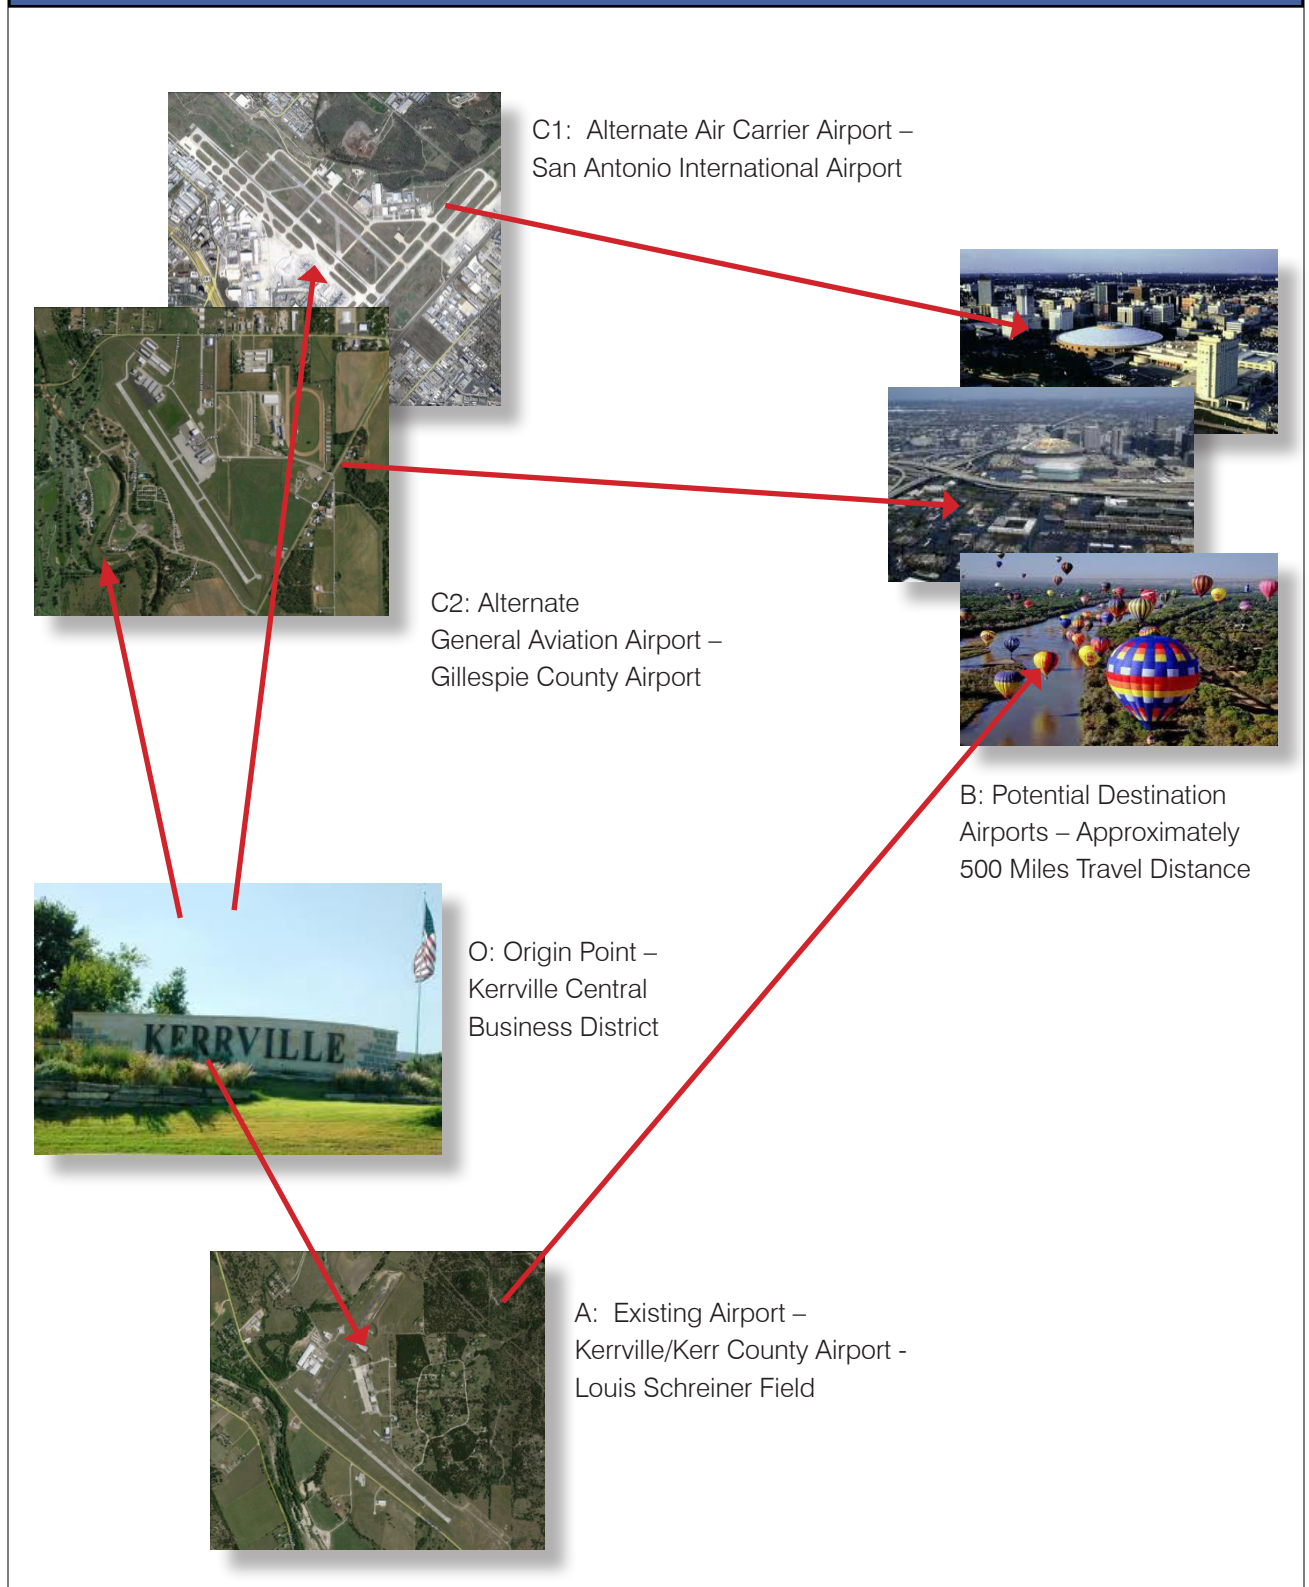 C1:  Alternate Air Carrier Airport –
San Antonio International Airport
C2: Alternate
General Aviation Airport –
Gillespie County Airport
B: Potential Destination
Airports – Approximately
500 Miles Travel Distance
KERRVILLE
O: Origin Point –
Kerrville Central
Business District
A:  Existing Airport –
Kerrville/Kerr County Airport -
Louis Schreiner Field